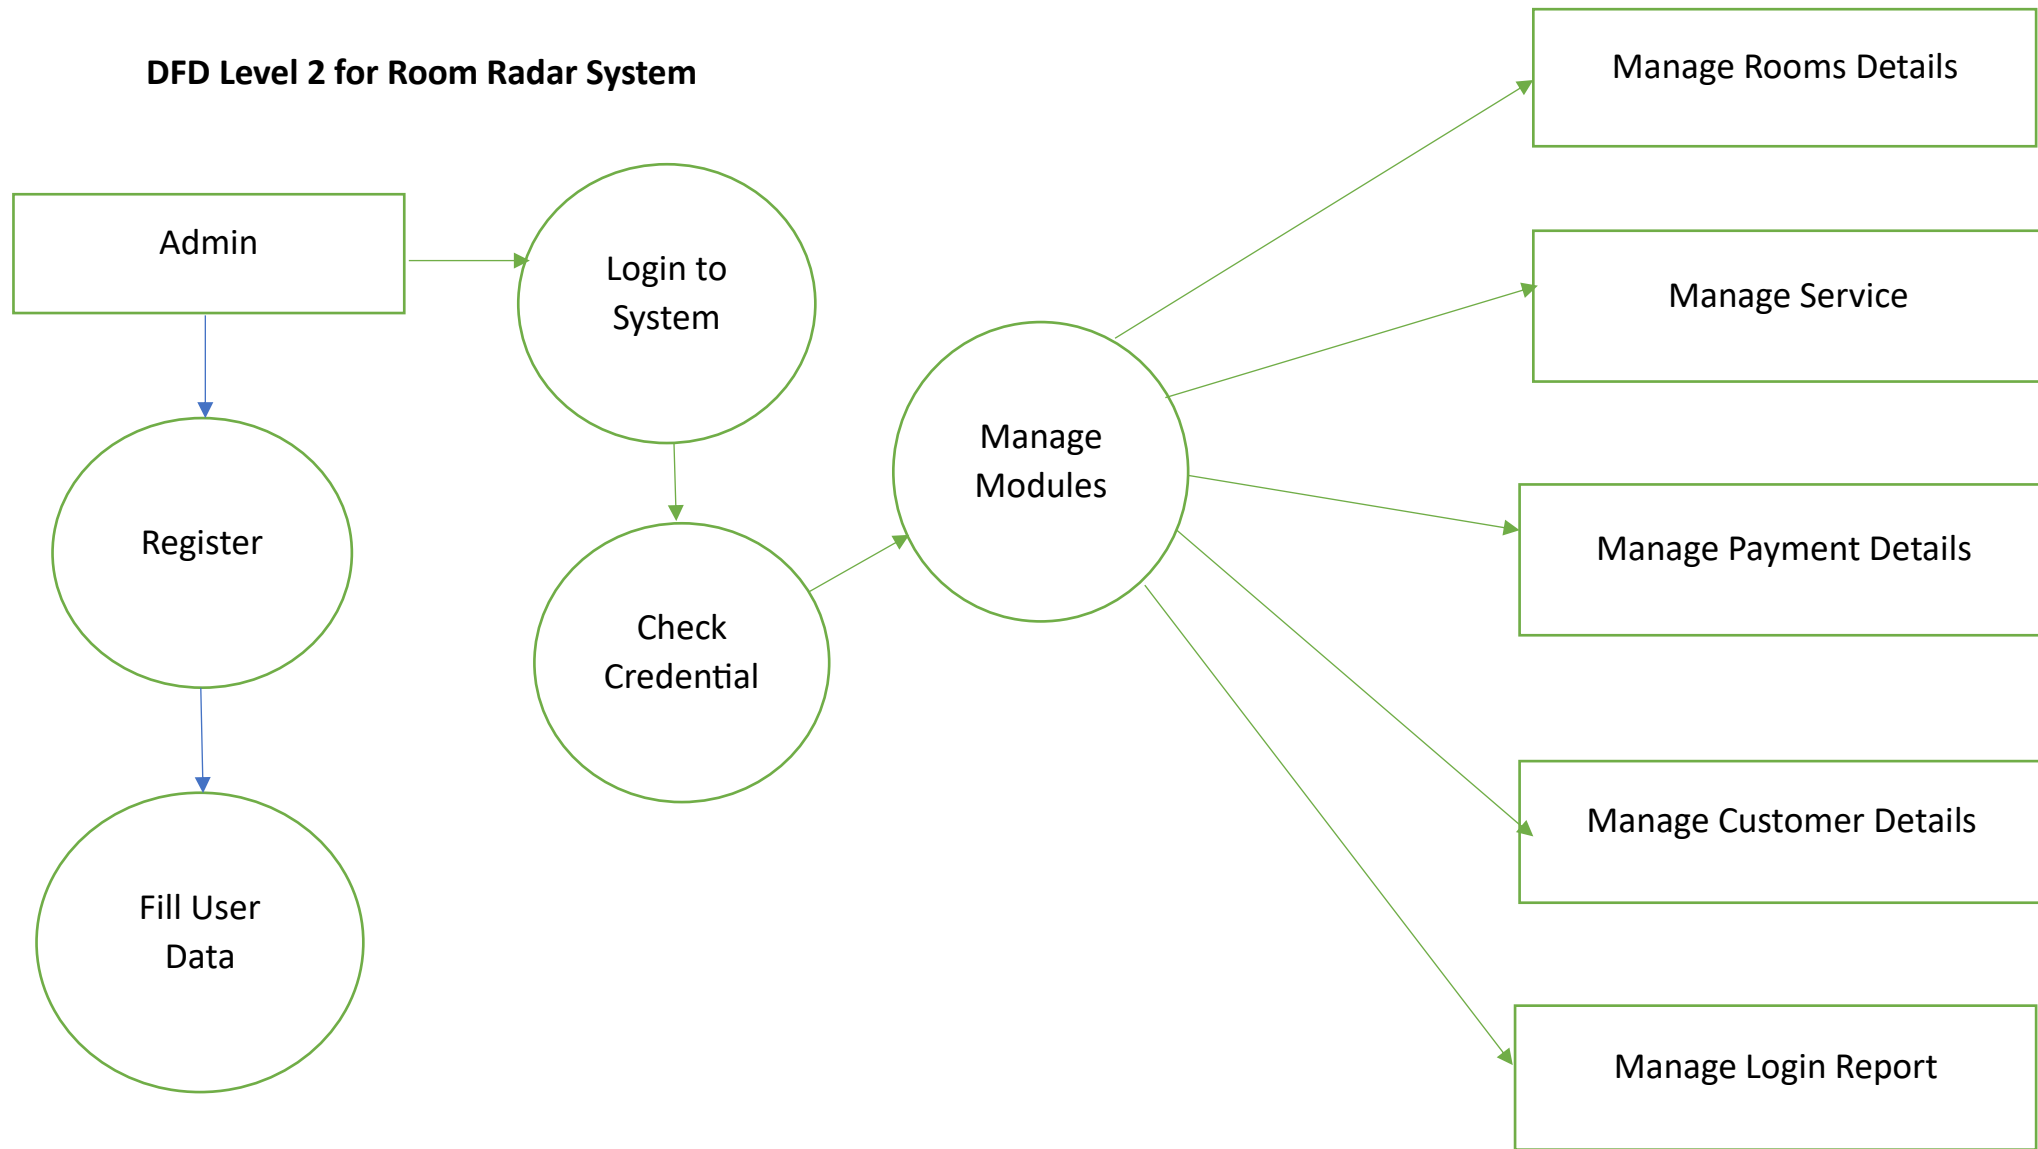 DFD Level 2 for Room Radar System
Admin
Login to
System
Register
Check
Credential
Fill User
Data
Manage
Modules
Manage Rooms Details
Manage Service
Manage Payment Details
Manage Customer Details
Manage Login Report